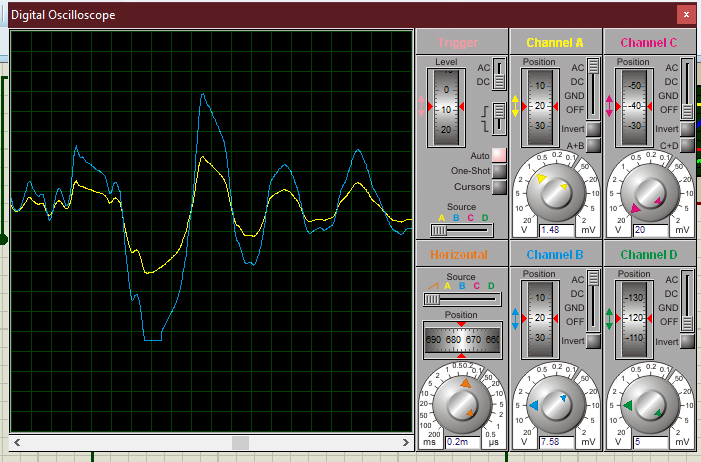 Digital Oscilloscope
x
Trigger
Level
0
10
20
AC
DC
Auto
One-Shot
Cursors
Source
A B C D
Channel A
Position
10
20
30
AC
DC
GND
OFF
Invert
A+B
0.5 0.2 0.1
1 50
2 20
5 10
10 5
20 2
V 1.48 mV
Channel C
Position
-50
-40
-30
AC
DC
GND
OFF
Invert
C+D
0.5 0.2 0.1
1 50
2 20
5 10
10 5
20 2
V 20 mV
Horizontal
Source
A B C D
Position
690 680 670 660
1 0.5 0.2 0.1
2 50
5 20
10 10
20 5
50 2
100 1
200 0.5
ms 0.2m µs
Channel B
Position
10
20
30
AC
DC
GND
OFF
Invert
0.5 0.2 0.1
1 50
2 20
5 10
10 5
20 2
V 7.58 mV
Channel D
Position
-130
-120
-110
AC
DC
GND
OFF
Invert
0.5 0.2 0.1
1 50
2 20
5 10
10 5
20 2
V 5 mV